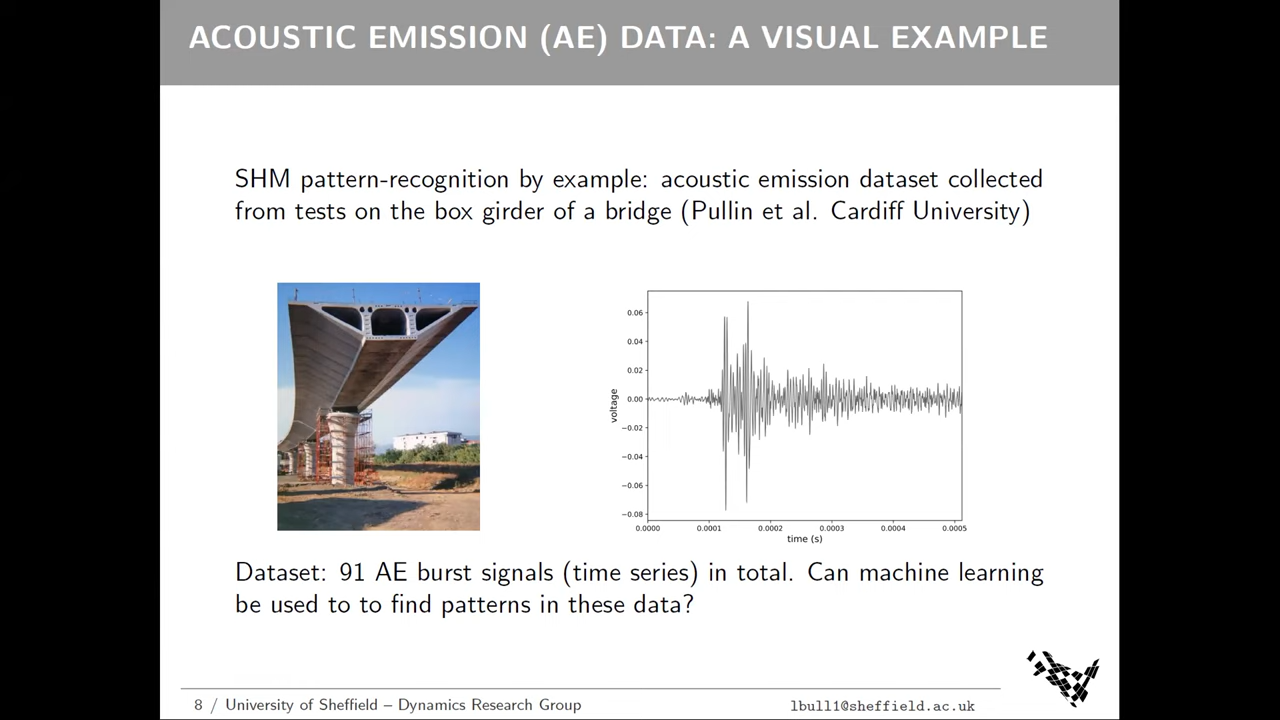 ACOUSTIC EMISSION (AE) DATA: A VISUAL EXAMPLE
SHM pattern-recognition by example: acoustic emission dataset collected
from tests on the box girder of a bridge (Pullin et al. Cardiff University)
voltage
0.06
0.04
0.02
0.00
−0.02
−0.04
−0.06
−0.08
0.0000 0.0001 0.0002 0.0003 0.0004 0.0005
time (s)
Dataset: 91 AE burst signals (time series) in total. Can machine learning
be used to to find patterns in these data?
8 / University of Sheffield – Dynamics Research Group
lbull1@sheffield.ac.uk